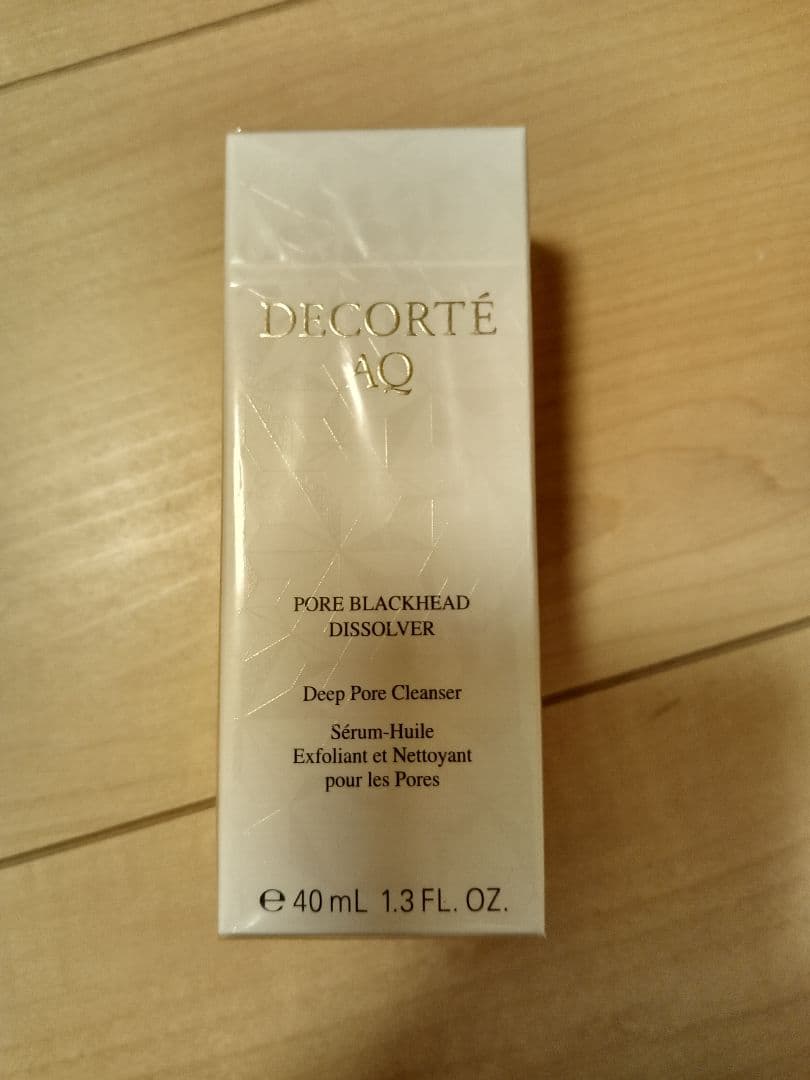 DECORTÉ
AQ
PORE BLACKHEAD
DISSOLVER
Deep Pore Cleanser
Sérum-Huile
Exfoliant et Nettoyant
pour les Pores
℮ 40 mL 1.3 FL. OZ.